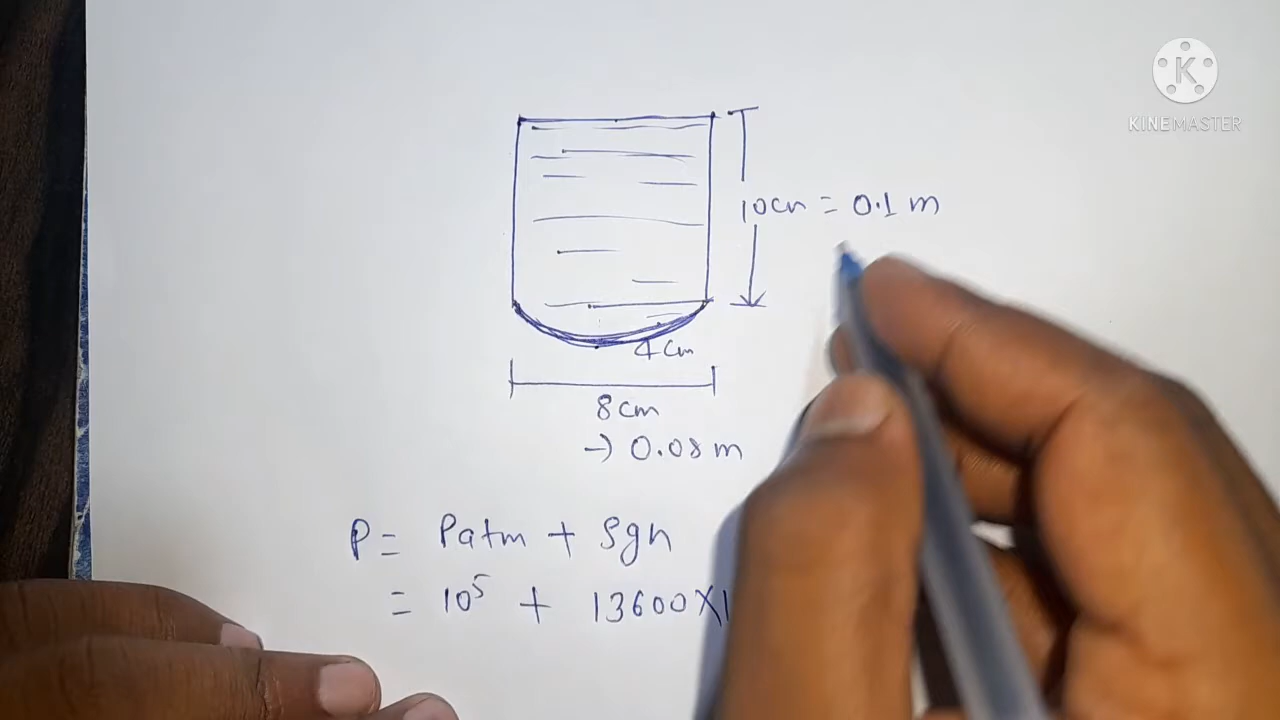 K
KINEMASTER
10cm = 0.1 m
4cm
8cm
→ 0.08 m
P = Patm + ρgh
= 10⁵ + 13600×1